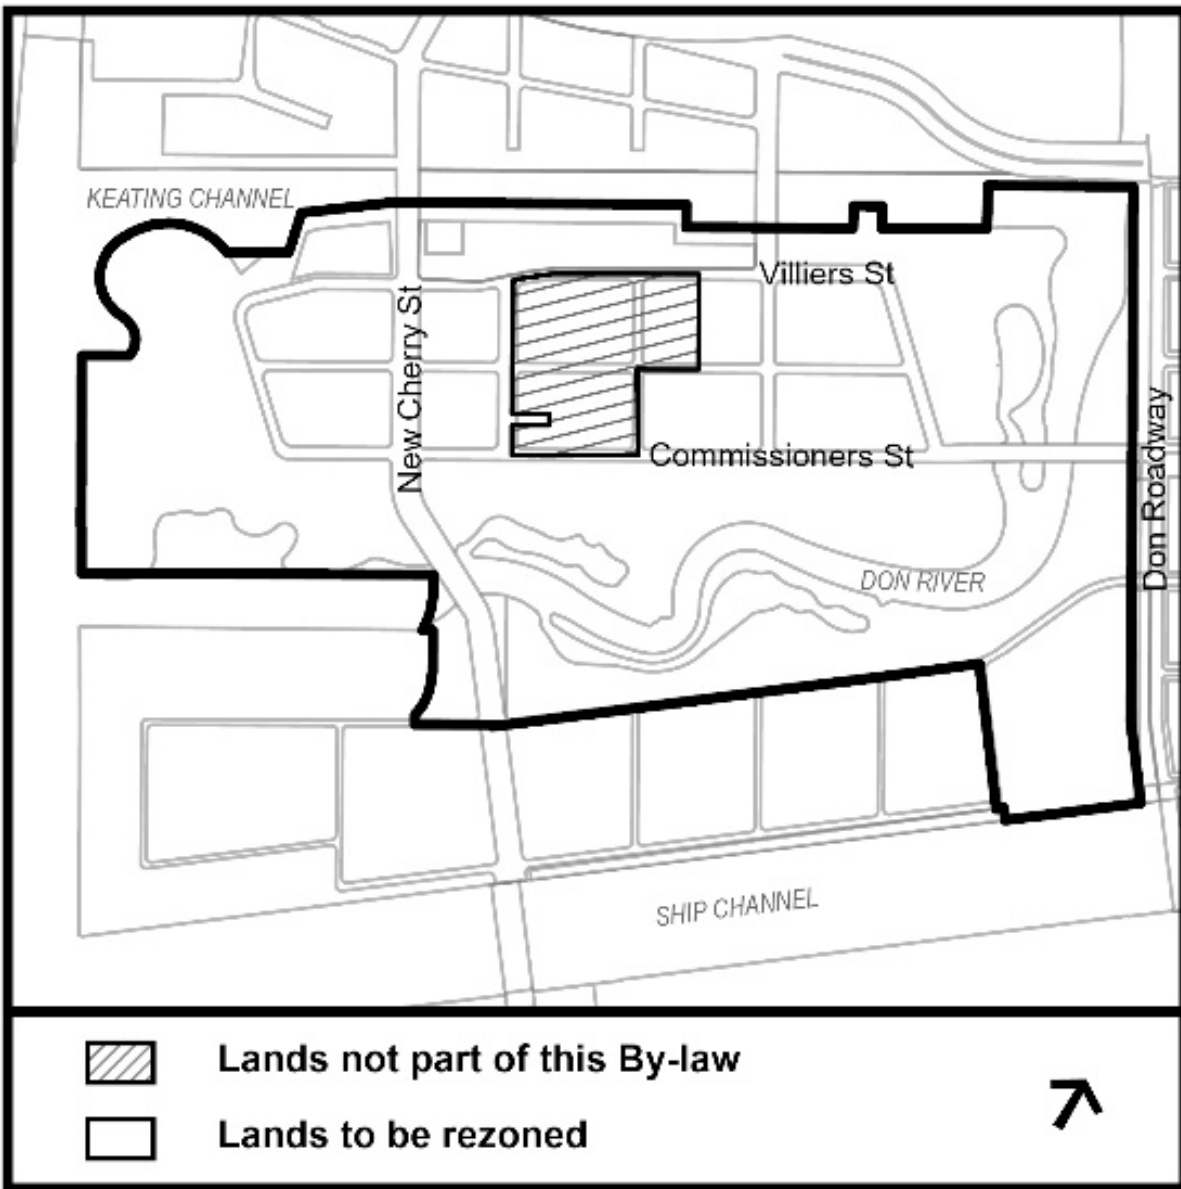 KEATING CHANNEL
Villiers St
New Cherry St
Commissioners St
Don Roadway
DON RIVER
SHIP CHANNEL
Lands not part of this By-law
Lands to be rezoned